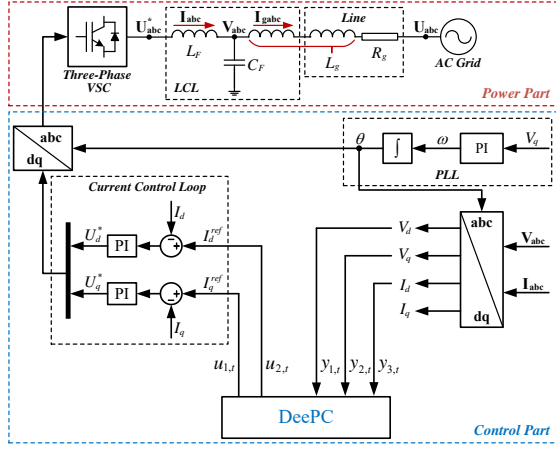 U*abc
Iabc
Vabc
Igabc
Line
Uabc
LF
CF
Lg
Rg
Three-Phase
VSC
LCL
AC Grid
Power Part
abc
dq
θ
∫
ω
PI
Vq
PLL
Current Control Loop
Id
U*d
PI
I ref d
U*q
PI
I ref q
Iq
Vd
Vq
Id
Iq
abc
dq
Vabc
Iabc
u1,t
u2,t
y1,t
y2,t
y3,t
DeePC
Control Part